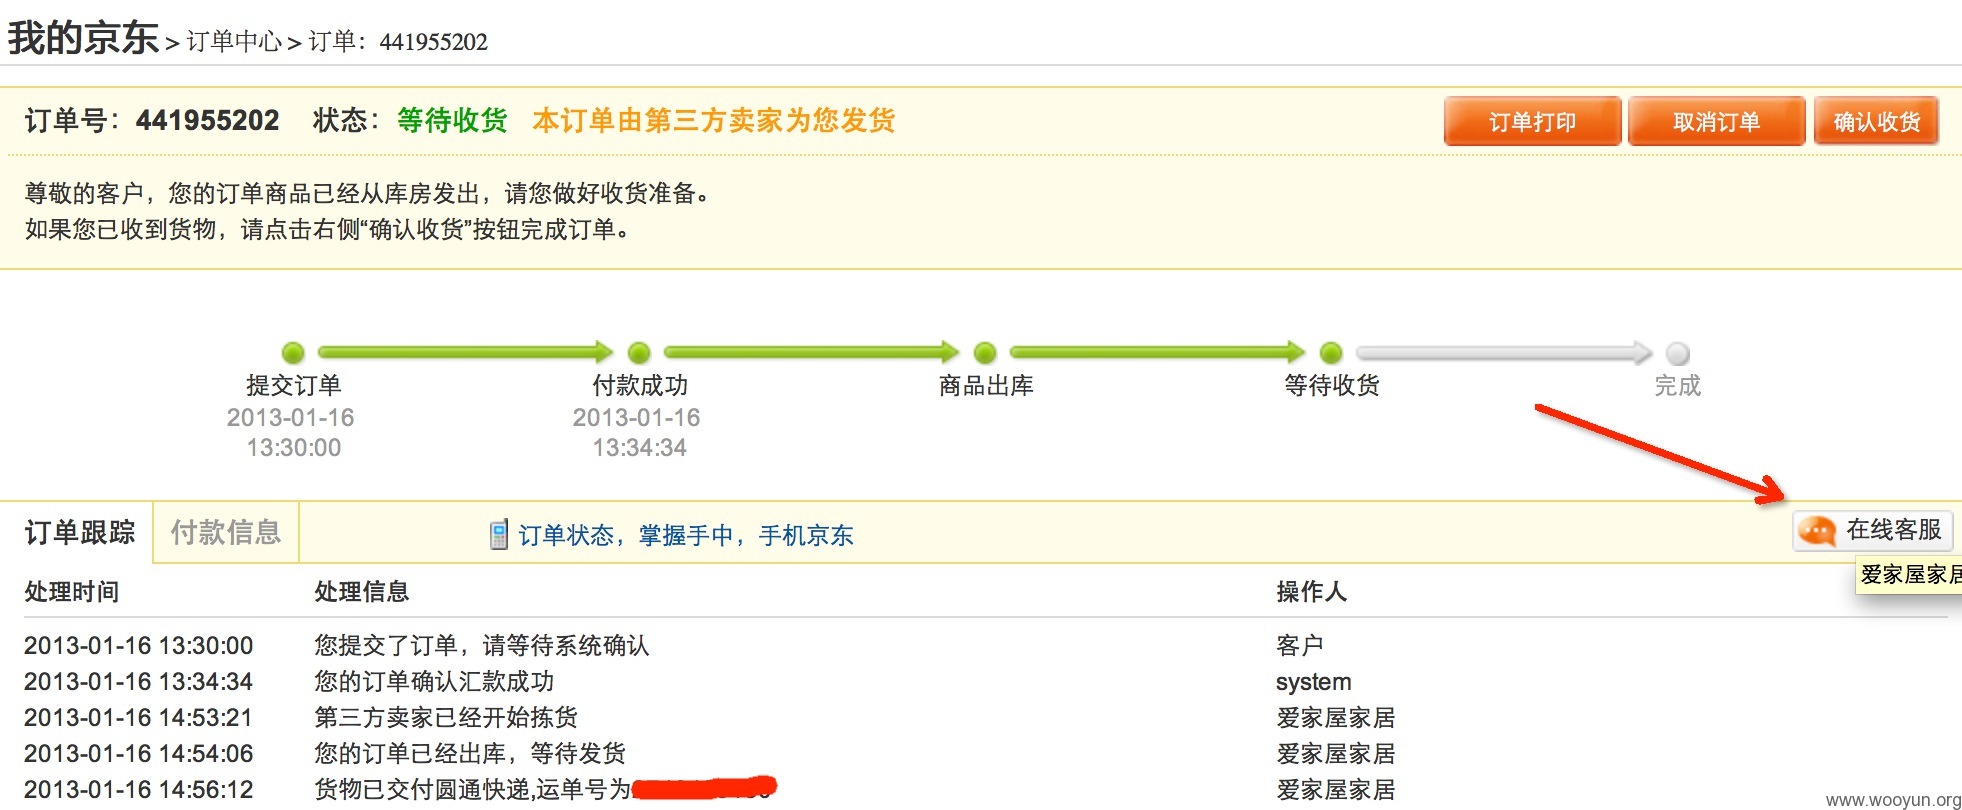 我的京东 > 订单中心 > 订单：441955202
订单号：441955202 状态：等待收货 本订单由第三方卖家为您发货
订单打印 取消订单 确认收货
尊敬的客户，您的订单商品已经从库房发出，请您做好收货准备。
如果您已收到货物，请点击右侧“确认收货”按钮完成订单。
提交订单 付款成功 商品出库 等待收货 完成
2013-01-16 2013-01-16
13:30:00 13:34:34
订单跟踪 付款信息 订单状态，掌握手中，手机京东 在线客服
爱家屋家居
处理时间 处理信息 操作人
2013-01-16 13:30:00 您提交了订单，请等待系统确认 客户
2013-01-16 13:34:34 您的订单确认汇款成功 system
2013-01-16 14:53:21 第三方卖家已经开始拣货 爱家屋家居
2013-01-16 14:54:06 您的订单已经出库，等待发货 爱家屋家居
2013-01-16 14:56:12 货物已交付圆通快递,运单号为 爱家屋家居
www.wooyun.org